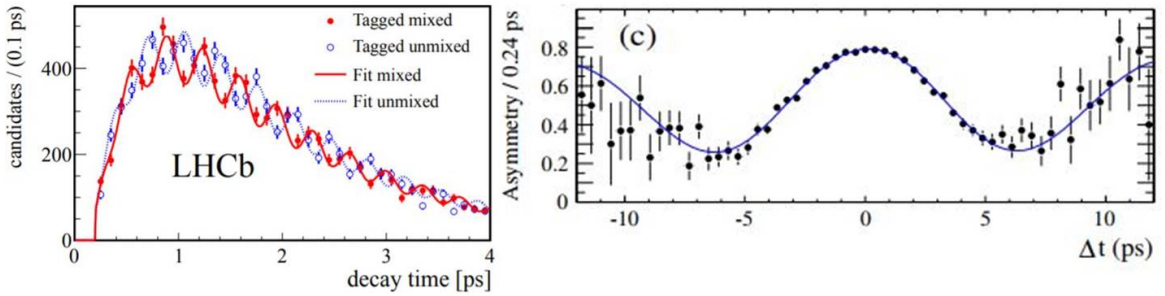 candidates / (0.1 ps)
400
200
0
Tagged mixed
Tagged unmixed
Fit mixed
Fit unmixed
LHCb
0 1 2 3 4
decay time [ps]
Asymmetry / 0.24 ps
(c)
0.8
0.6
0.4
0.2
0
-10 -5 0 5 10
Δt (ps)